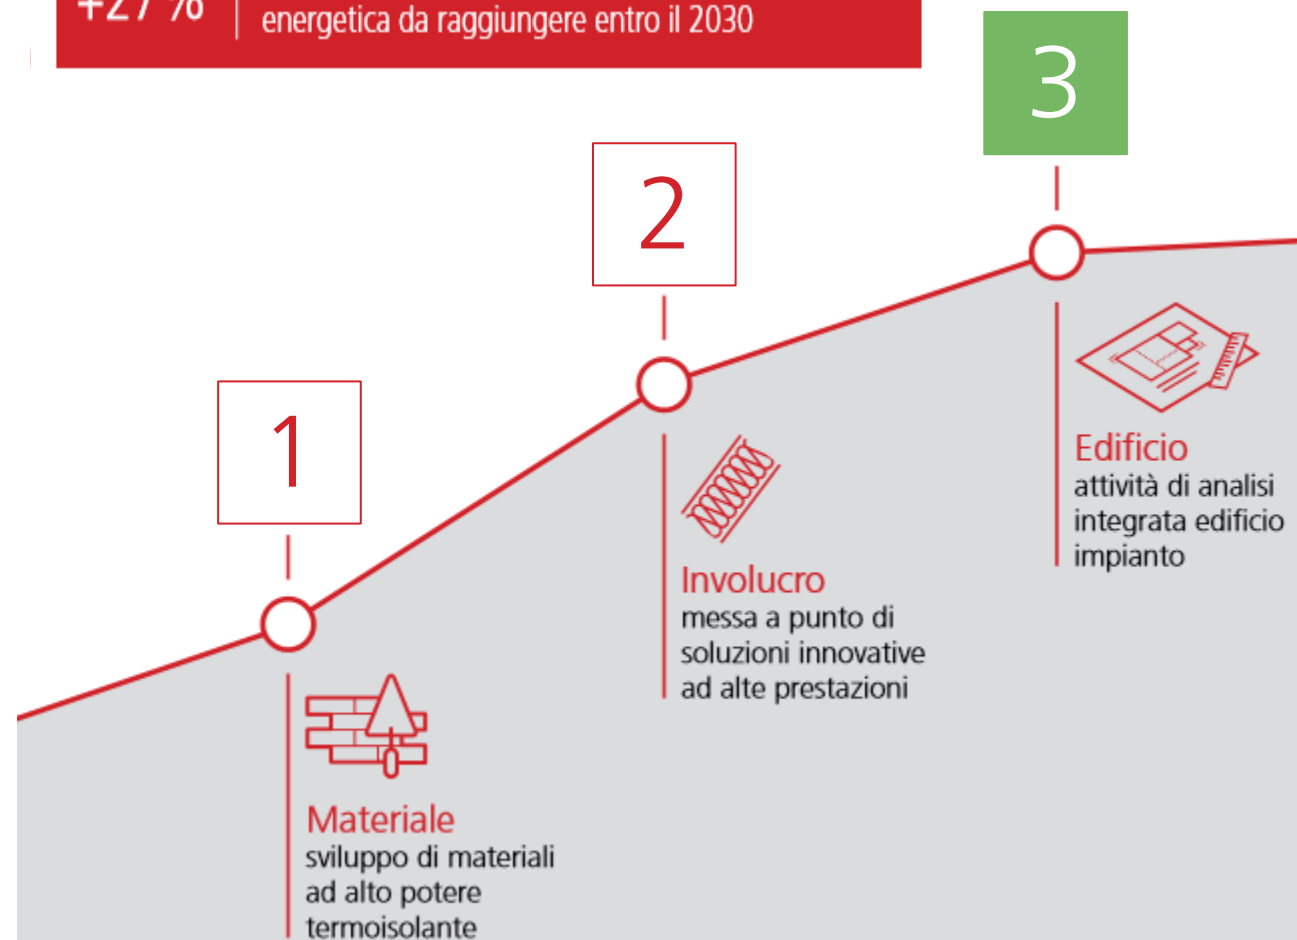 +27%
energetica da raggiungere entro il 2030
3
2
1
Edificio
attività di analisi
integrata edificio
impianto
Involucro
messa a punto di
soluzioni innovative
ad alte prestazioni
Materiale
sviluppo di materiali
ad alto potere
termoisolante